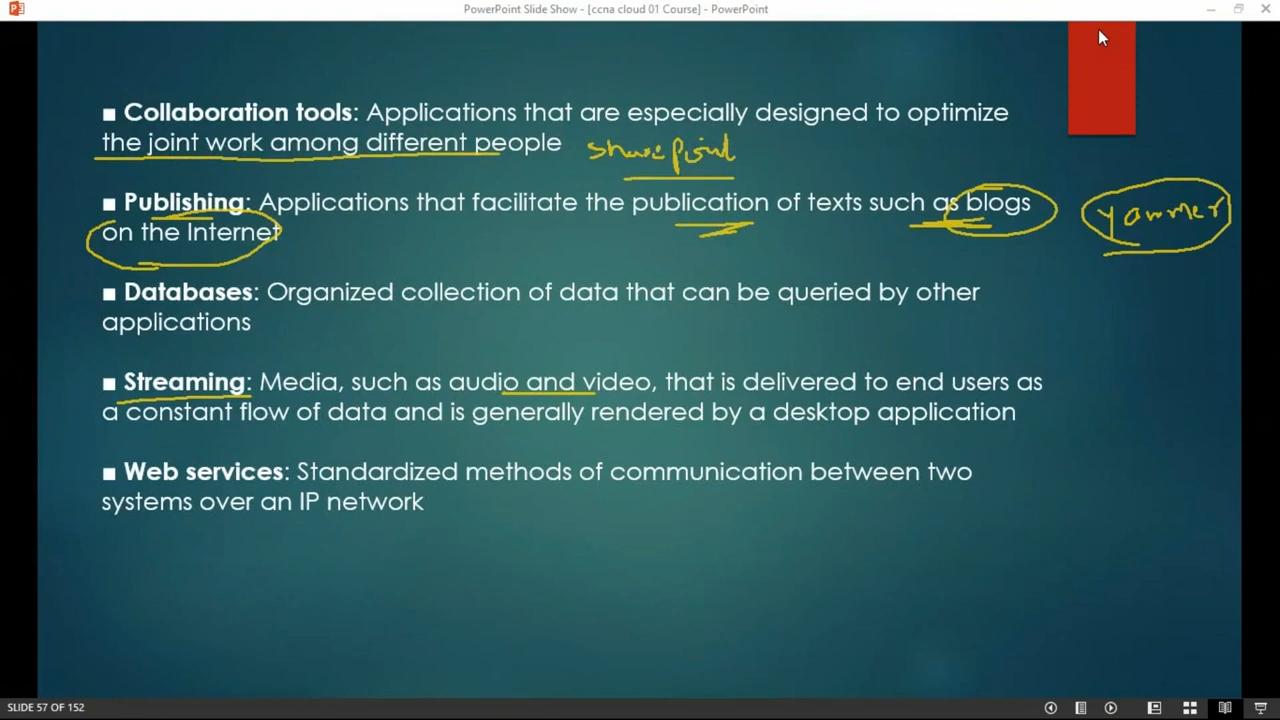 PowerPoint Slide Show - [ccna cloud 01 Course] - PowerPoint
■ Collaboration tools: Applications that are especially designed to optimize
the joint work among different people sharePoint
■ Publishing: Applications that facilitate the publication of texts such as blogs yammer
on the Internet
■ Databases: Organized collection of data that can be queried by other
applications
■ Streaming: Media, such as audio and video, that is delivered to end users as
a constant flow of data and is generally rendered by a desktop application
■ Web services: Standardized methods of communication between two
systems over an IP network
SLIDE 57 OF 152